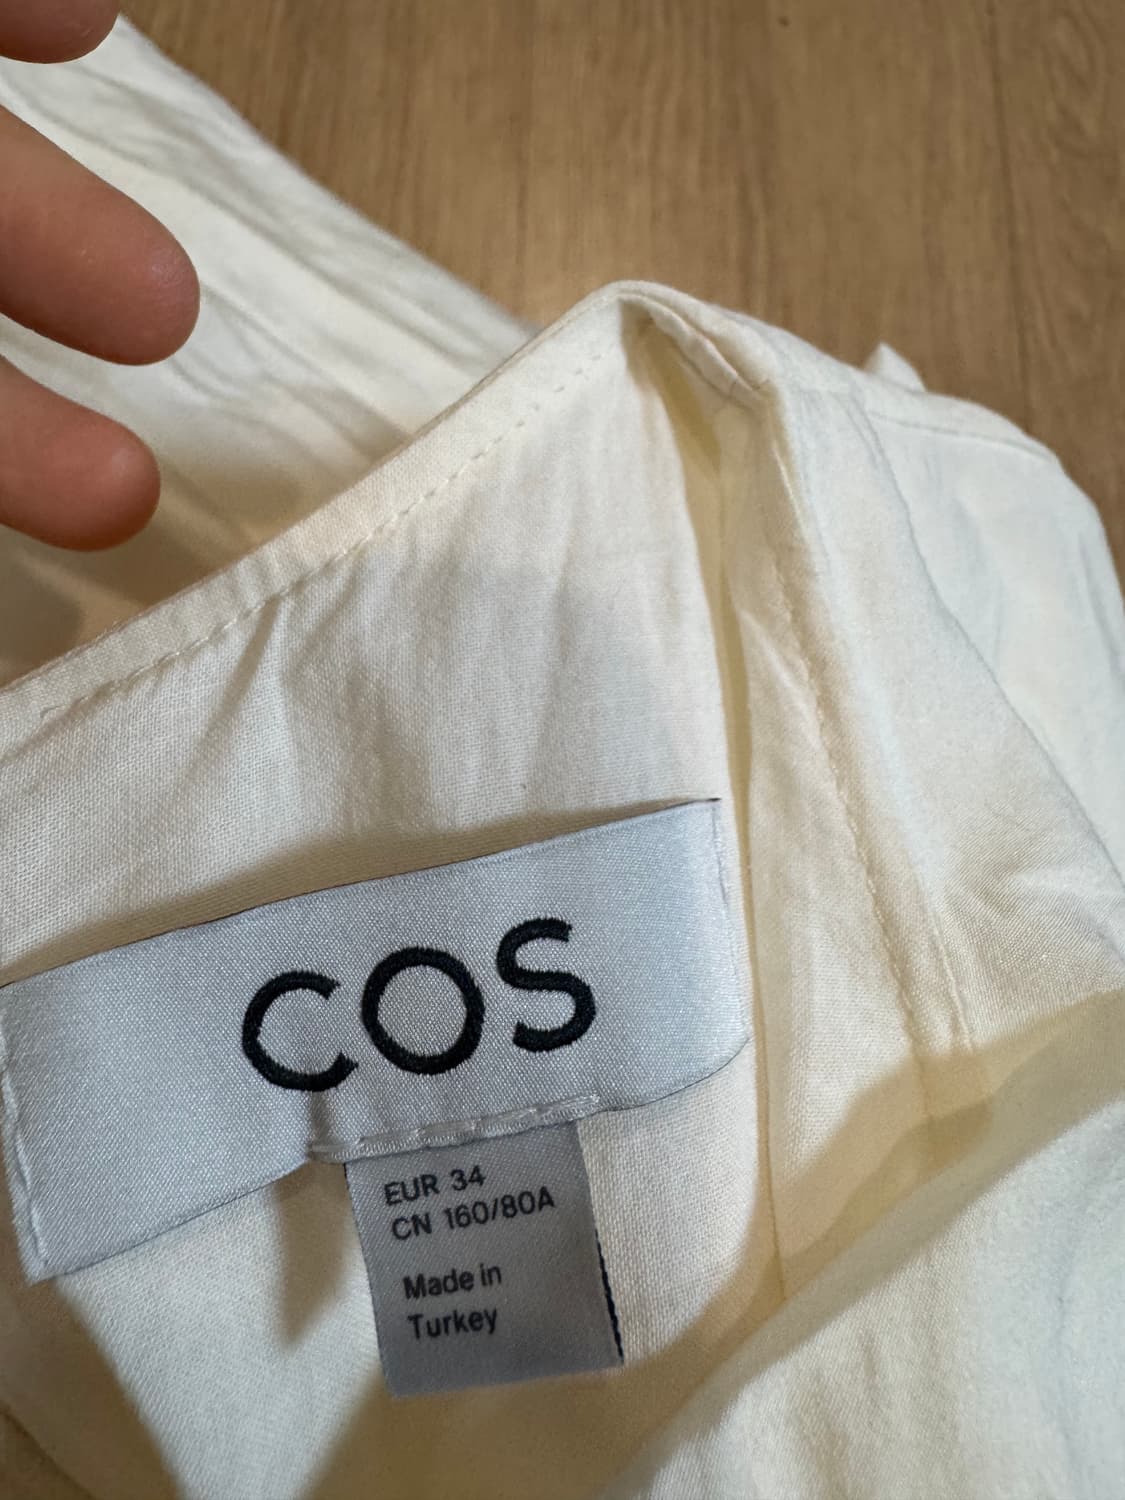 COS
EUR 34
CN 160/80A
Made in
Turkey